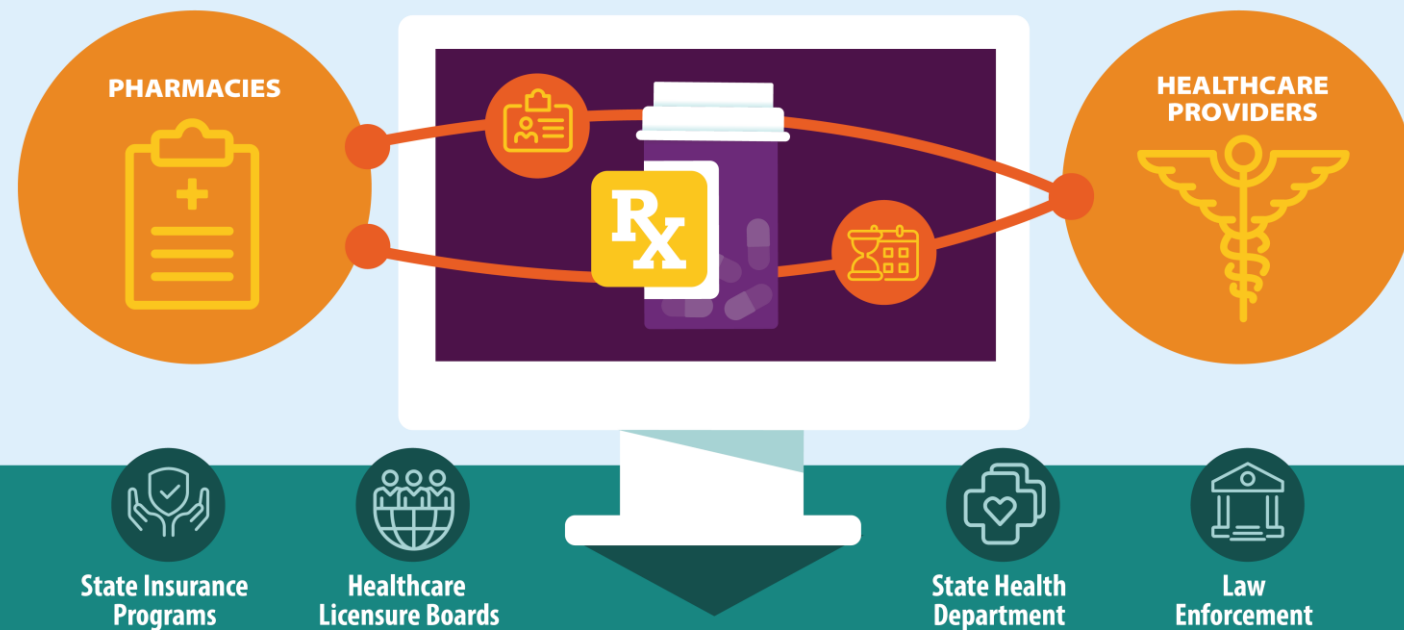 PHARMACIES
HEALTHCARE
PROVIDERS
Rx
State Insurance
Programs
Healthcare
Licensure Boards
State Health
Department
Law
Enforcement